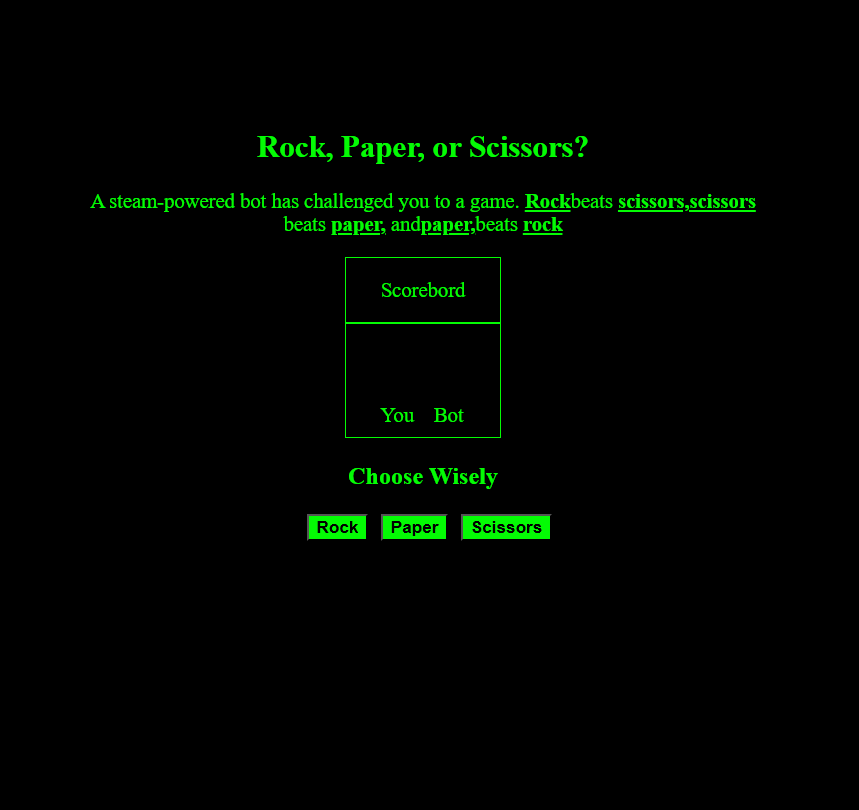 Rock, Paper, or Scissors?
A steam-powered bot has challenged you to a game. Rockbeats scissors,scissors
beats paper, andpaper,beats rock
Scorebord
You Bot
Choose Wisely
Rock Paper Scissors